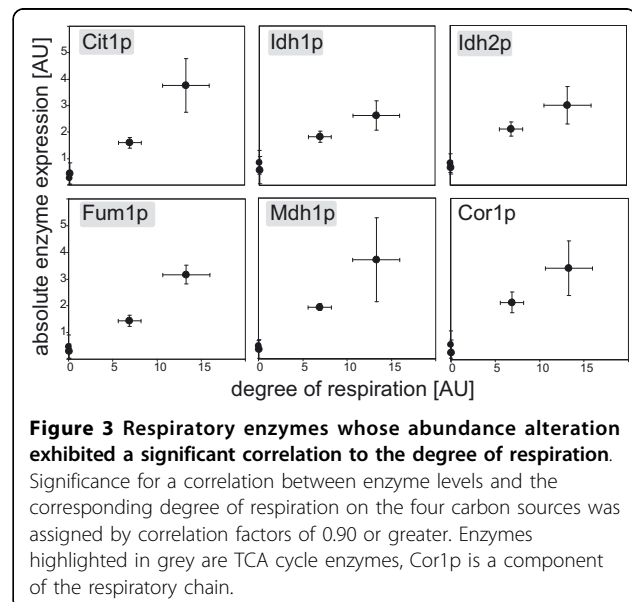 absolute enzyme expression [AU]
5
4
3
2
1
Cit1p
Idh1p
Idh2p
5
4
3
2
1
Fum1p
Mdh1p
Cor1p
0 5 10 15 0 5 10 15 0 5 10 15
degree of respiration [AU]
Figure 3 Respiratory enzymes whose abundance alteration
exhibited a significant correlation to the degree of respiration.
Significance for a correlation between enzyme levels and the
corresponding degree of respiration on the four carbon sources was
assigned by correlation factors of 0.90 or greater. Enzymes
highlighted in grey are TCA cycle enzymes, Cor1p is a component
of the respiratory chain.